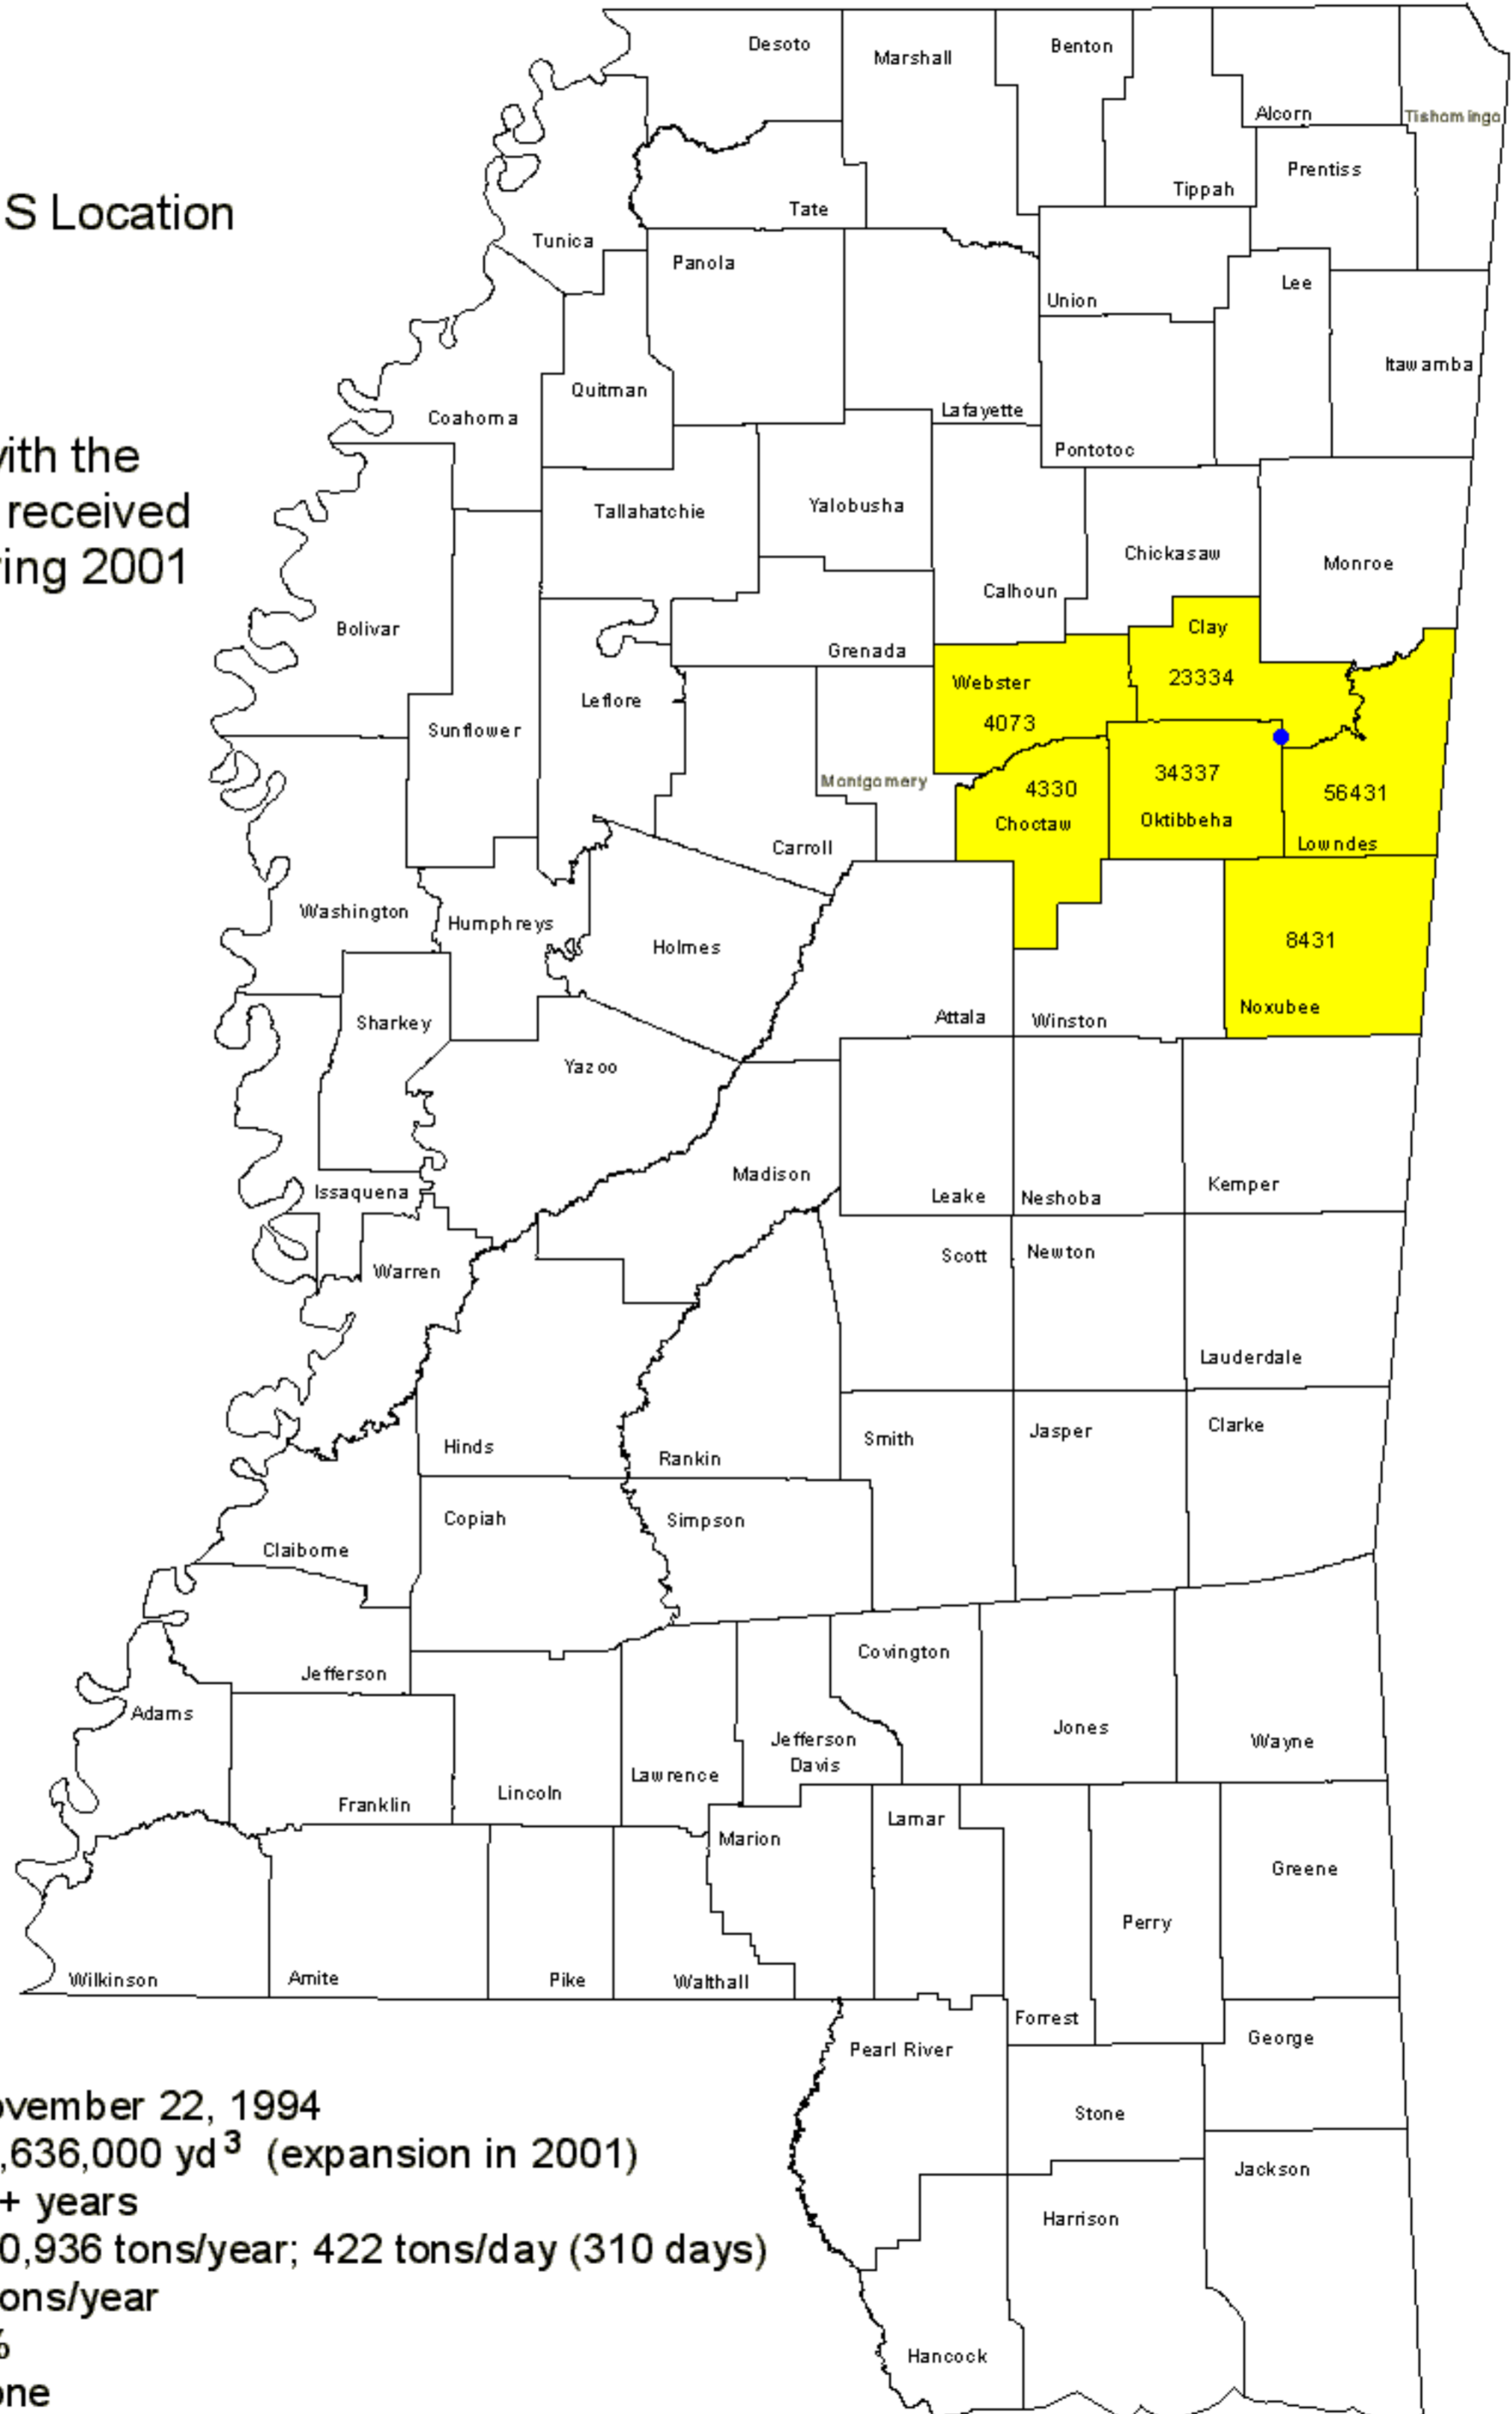 Desoto
Marshall
Benton
Alcorn
Tishomingo
Prentiss
Tippah
S Location
Tate
Tunica
Panola
Lee
Union
Itawamba
Quitman
Coahoma
Lafayette
Pontotoc
ith the
received
ing 2001
Tallahatchie
Yalobusha
Chickasaw
Monroe
Calhoun
Bolivar
Clay
23334
Grenada
Webster
4073
Leflore
Sunflower
Montgomery
4330
Choctaw
34337
Oktibbeha
56431
Lowndes
Carroll
Washington
Humphreys
Holmes
8431
Noxubee
Attala
Winston
Sharkey
Yazoo
Madison
Issaquena
Leake
Neshoba
Kemper
Scott
Newton
Warren
Lauderdale
Hinds
Rankin
Smith
Jasper
Clarke
Copiah
Simpson
Claiborne
Covington
Jefferson
Adams
Jefferson
Davis
Jones
Wayne
Lawrence
Lincoln
Franklin
Lamar
Marion
Greene
Perry
Wilkinson
Amite
Pike
Walthall
Forrest
George
Pearl River
Stone
Jackson
Harrison
Hancock
ovember 22, 1994
,636,000 yd³ (expansion in 2001)
+ years
0,936 tons/year; 422 tons/day (310 days)
ons/year
%
one